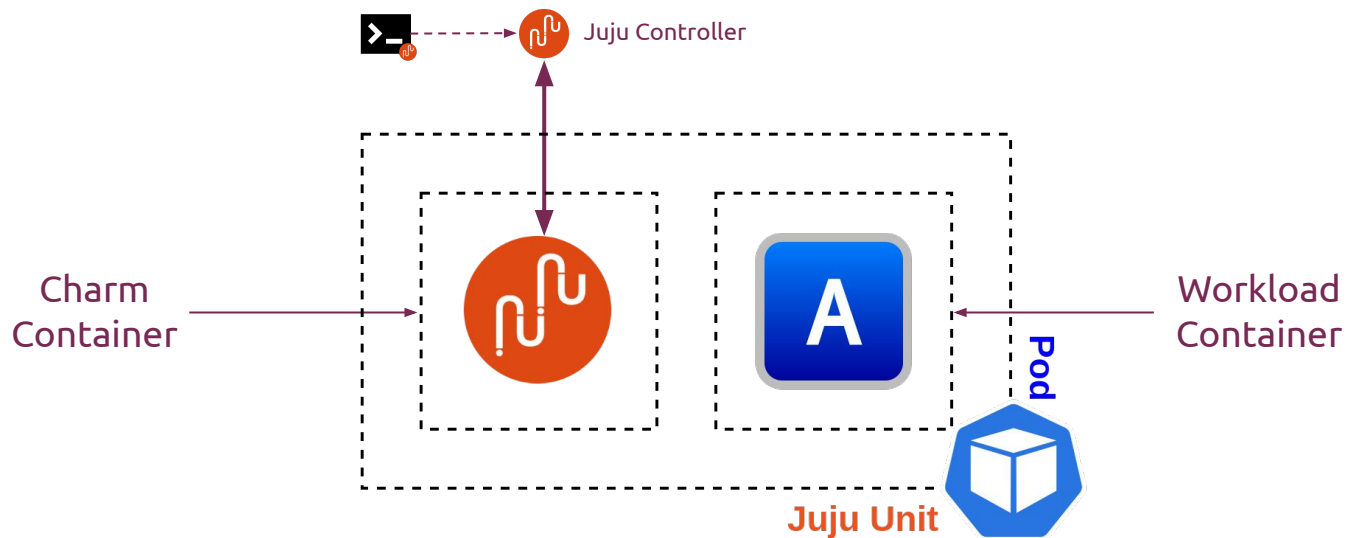 Juju Controller
Charm
Container
A
Workload
Container
Pod
Juju Unit